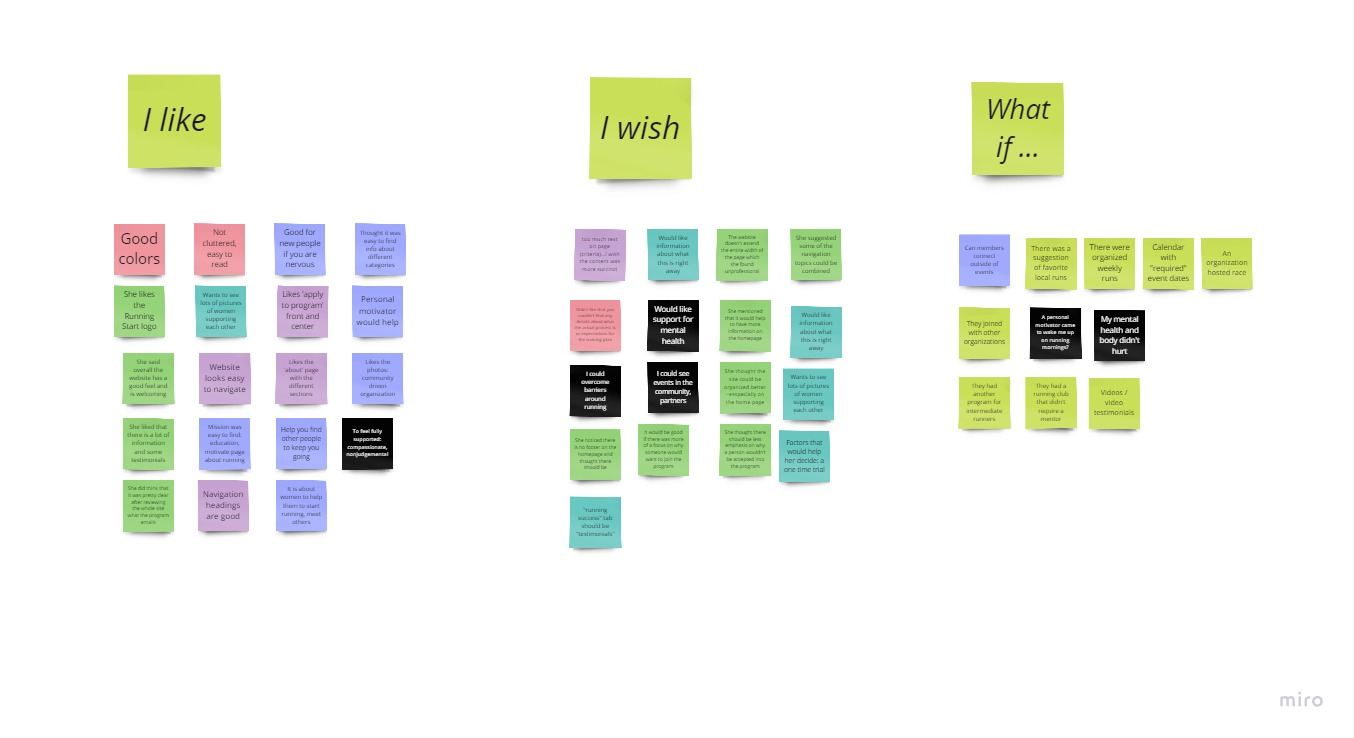 I like
Good
colors
Not
cluttered,
easy to
read
Good for
new people
if you are
nervous
Thought it was
easy to find
info about
different
categories
She likes
the
Running
Start logo
Wants to see
lots of pictures
of women
supporting
each other
Likes 'apply
to program'
front and
center
Personal
motivator
would help
She said
overall the
website has a
good feel and
is welcoming
Website
looks easy
to navigate
Likes the
'about' page
with the
different
sections
Likes the
photos:
community
driven
organization
She liked that
there is a lot of
information
and some
testimonials
Mission was
easy to find:
education,
motivate page
about running
Help you find
other people
to keep you
going
To feel fully
supported:
compassionate,
nonjudgemental
She did think that
it was pretty clear
after reviewing
the whole site
what the program
entails
Navigation
headings
are good
It is about
women to help
them to start
running, meet
others
I wish
too much text
on page
(criteria)...I wish
the content was
more succinct
Would like
information
about what
this is right
away
The website
doesn't extend
the entire width of
the page which
she found
unprofessional
She suggested
some of the
navigation
topics could be
combined
Didn't like that you
couldn't find any
details about what
the actual process is
or expectations for
the training plan
Would like
support for
mental
health
She mentioned
that it would help
to have more
information on
the homepage
Would like
information
about what
this is right
away
I could
overcome
barriers
around
running
I could see
events in the
community,
partners
She thought the
site could be
organized better
-especially on
the home page
Wants to see
lots of pictures
of women
supporting
each other
She noticed there
is no footer on the
homepage and
thought there
should be
It would be good
if there was more
of a focus on why
someone would
want to join the
program
She thought there
should be less
emphasis on why
a person wouldn't
be accepted into
the program
Factors that
would help
her decide: a
one time trial
"running
success" tab
should be
"testimonials"
What
if ...
Can members
connect
outside of
events
There was a
suggestion
of favorite
local runs
There were
organized
weekly
runs
Calendar
with
"required"
event dates
An
organization
hosted race
They joined
with other
organizations
A personal
motivator came
to wake me up
on running
mornings?
My mental
health and
body didn't
hurt
They had
another
program for
intermediate
runners
They had a
running club
that didn't
require a
mentor
Videos /
video
testimonials
miro